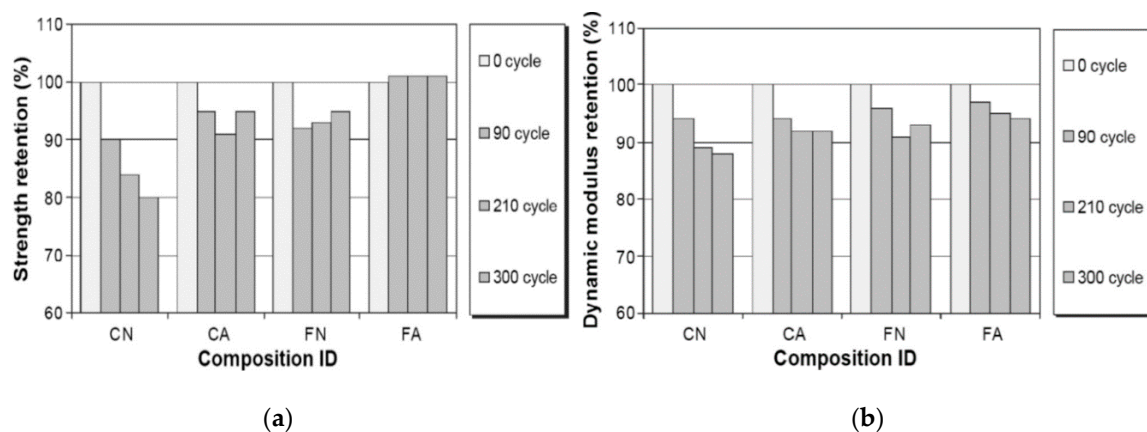 Strength retention (%)
110
100
90
80
70
60
CN CA FN FA
Composition ID
0 cycle
90 cycle
210 cycle
300 cycle
(a)
Dynamic modulus retention (%)
110
100
90
80
70
60
CN CA FN FA
Composition ID
0 cycle
90 cycle
210 cycle
300 cycle
(b)